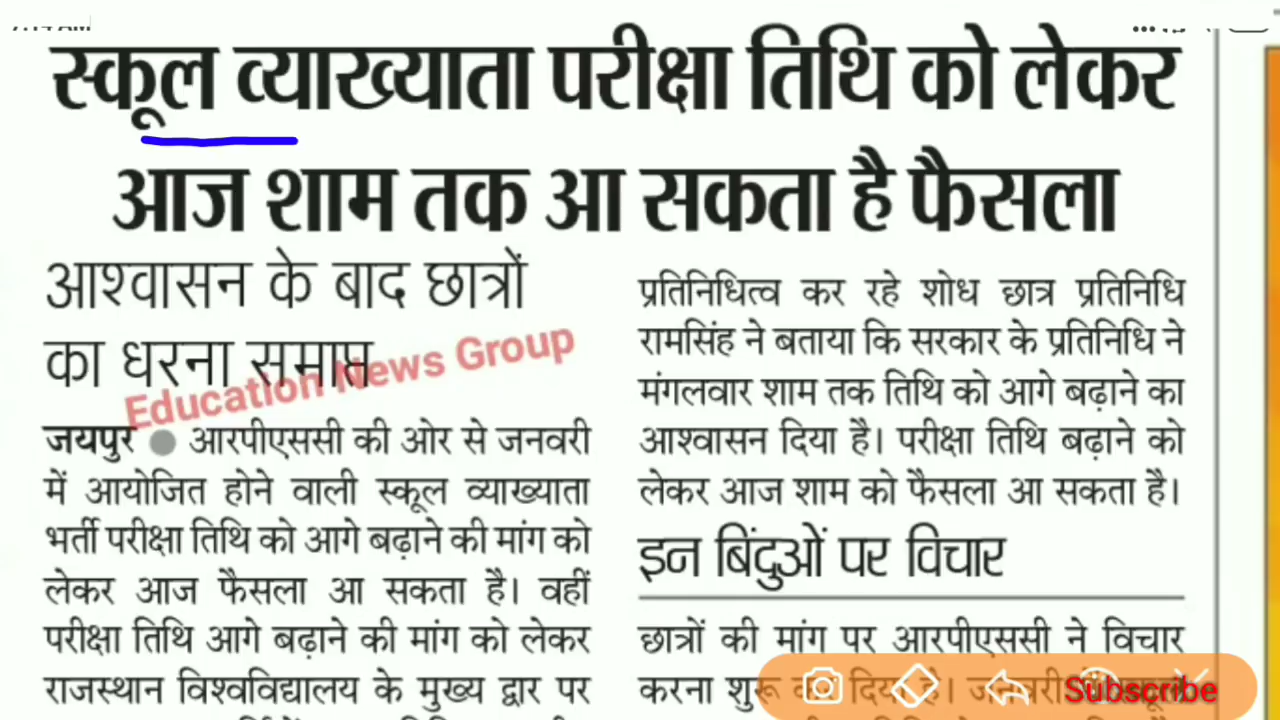 स्कूल व्याख्याता परीक्षा तिथि को लेकर
आज शाम तक आ सकता है फैसला
आश्वासन के बाद छात्रों
का धरना समाप्त
Education News Group
जयपुर ● आरपीएससी की ओर से जनवरी
में आयोजित होने वाली स्कूल व्याख्याता
भर्ती परीक्षा तिथि को आगे बढ़ाने की मांग को
लेकर आज फैसला आ सकता है। वहीं
परीक्षा तिथि आगे बढ़ाने की मांग को लेकर
राजस्थान विश्वविद्यालय के मुख्य द्वार पर
प्रतिनिधित्व कर रहे शोध छात्र प्रतिनिधि
रामसिंह ने बताया कि सरकार के प्रतिनिधि ने
मंगलवार शाम तक तिथि को आगे बढ़ाने का
आश्वासन दिया है। परीक्षा तिथि बढ़ाने को
लेकर आज शाम को फैसला आ सकता है।
इन बिंदुओं पर विचार
छात्रों की मांग पर आरपीएससी ने विचार
करना शुरू दिया है।
Subscribe